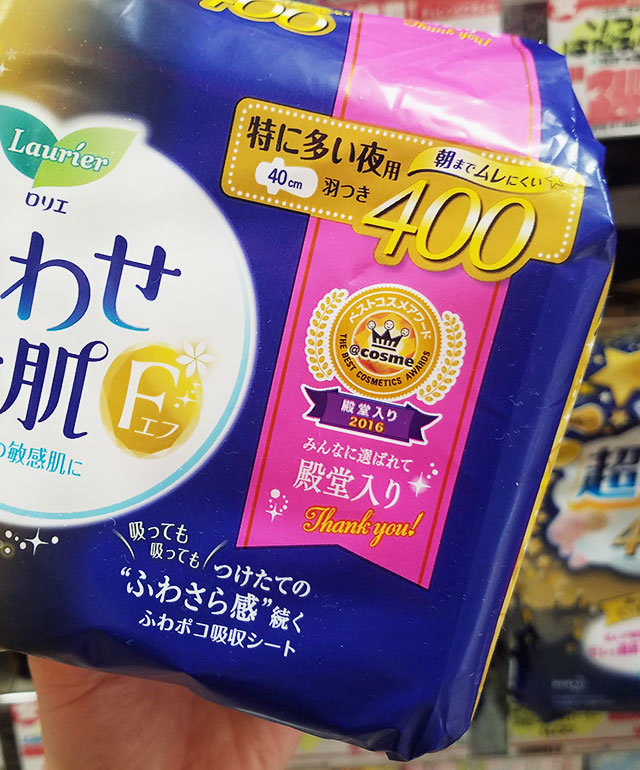 400
Thank you!
Laurier
ロリエ
特に多い夜用
朝までムレにくい
40cm
羽つき
400
わせ
肌
F
エフ
の敏感肌に
ベストコスメアワード
@cosme
THE BEST COSMETICS AWARDS
殿堂入り
2016
みんなに選ばれて
殿堂入り
Thank you!
吸っても
吸っても
つけたての
“ふわさら感”続く
ふわポコ吸収シート
超